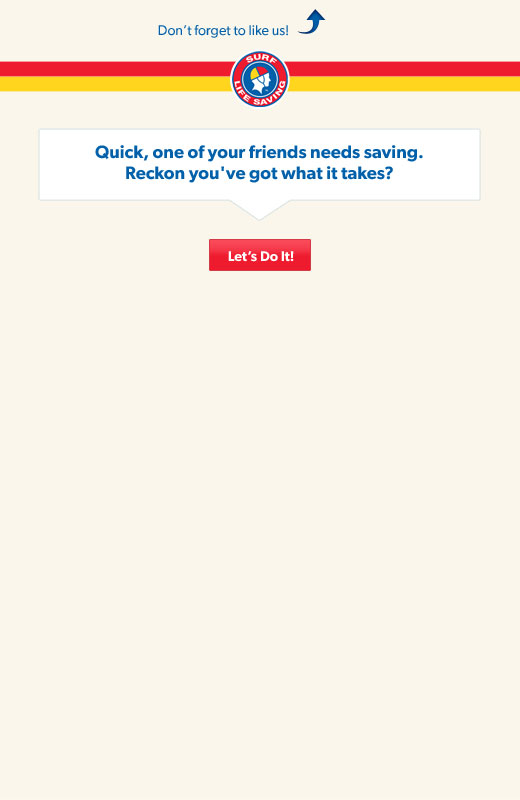 Don't forget to like us!
SURF
LIFE SAVING
Quick, one of your friends needs saving.
Reckon you've got what it takes?
Let's Do It!